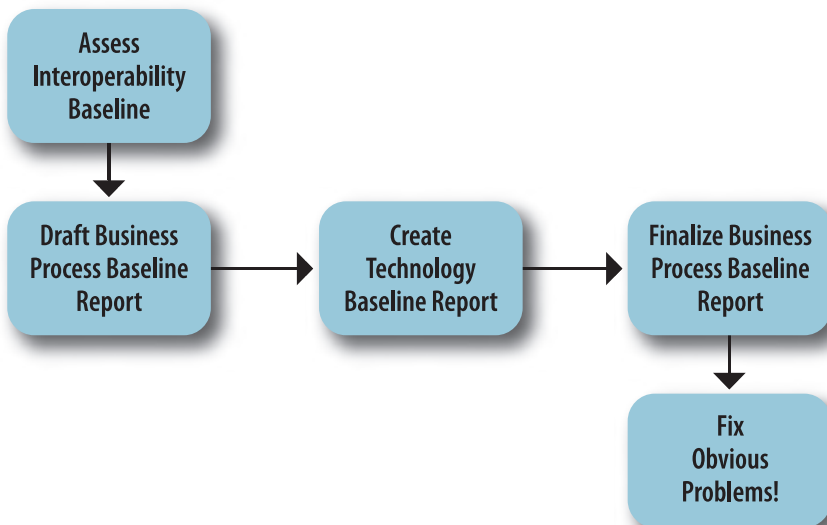 Assess
Interoperability
Baseline
Draft Business
Process Baseline
Report
Create
Technology
Baseline Report
Finalize Business
Process Baseline
Report
Fix
Obvious
Problems!